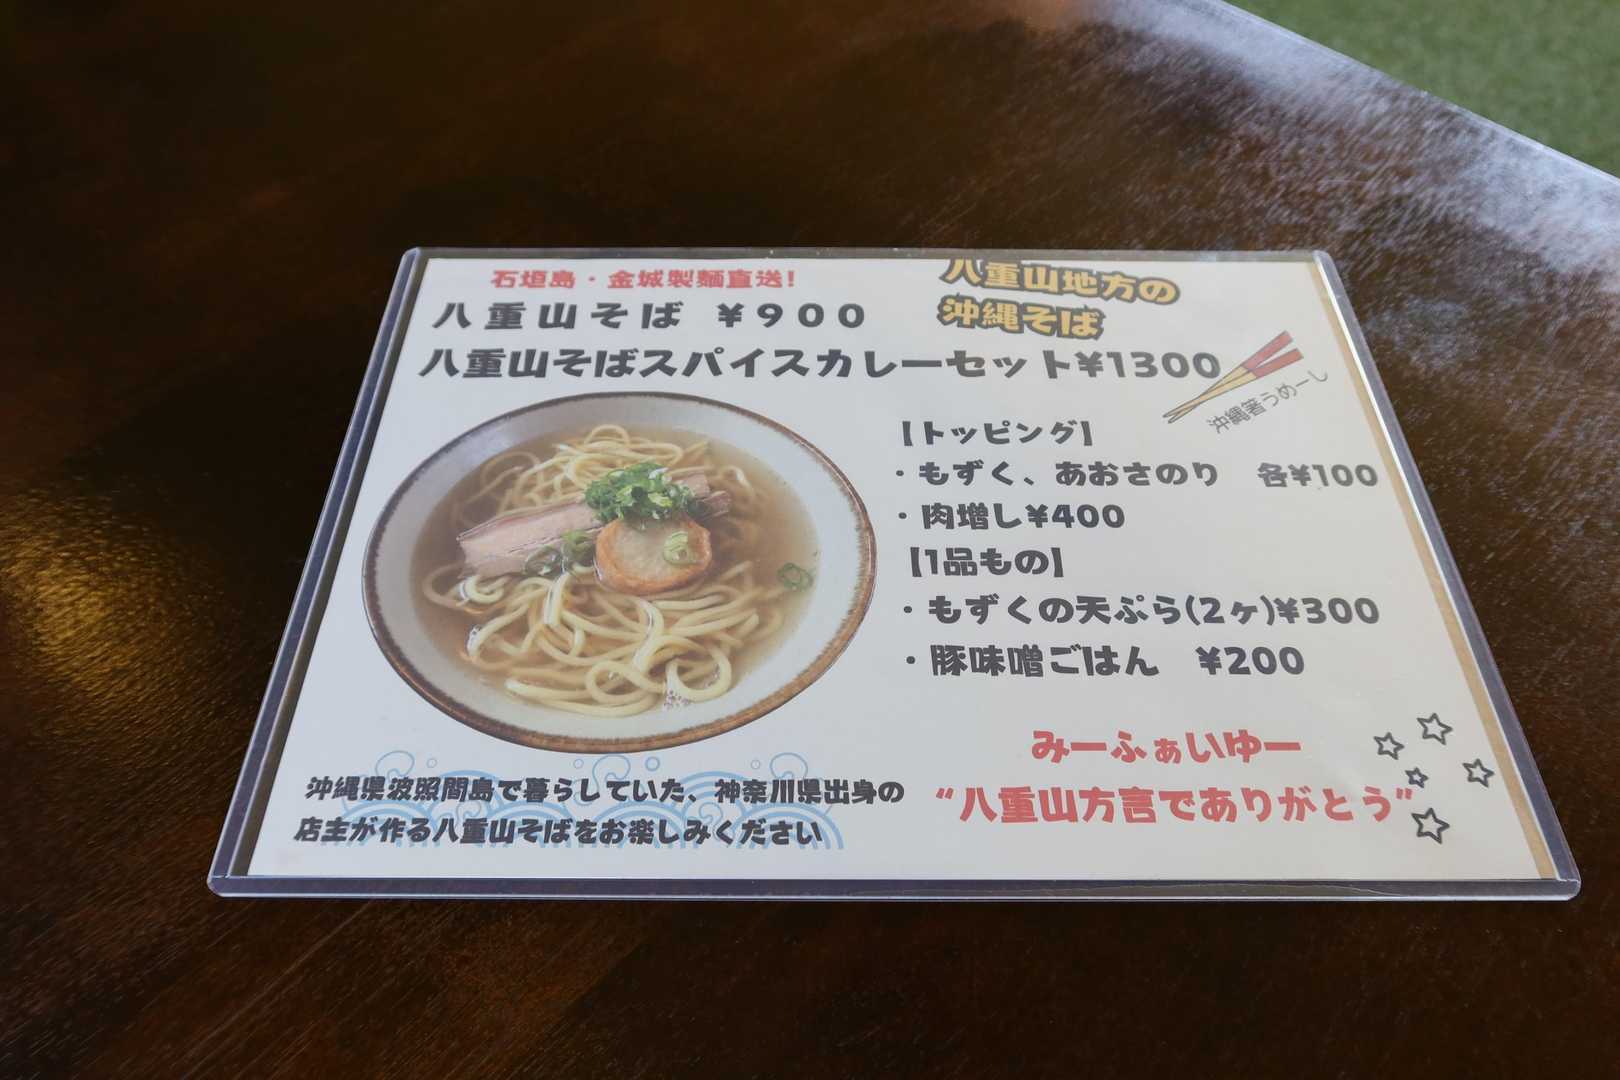 石垣島・金城製麺直送!
八重山そば ¥900
八重山地方の
沖縄そば
八重山そばスパイスカレーセット¥1300
沖縄箸うめーし
【トッピング】
・もずく、あおさのり 各¥100
・肉増し¥400
【1品もの】
・もずくの天ぷら(2ヶ)¥300
・豚味噌ごはん ¥200
みーふぁいゆー
“八重山方言でありがとう”
沖縄県波照間島で暮らしていた、神奈川県出身の
店主が作る八重山そばをお楽しみください